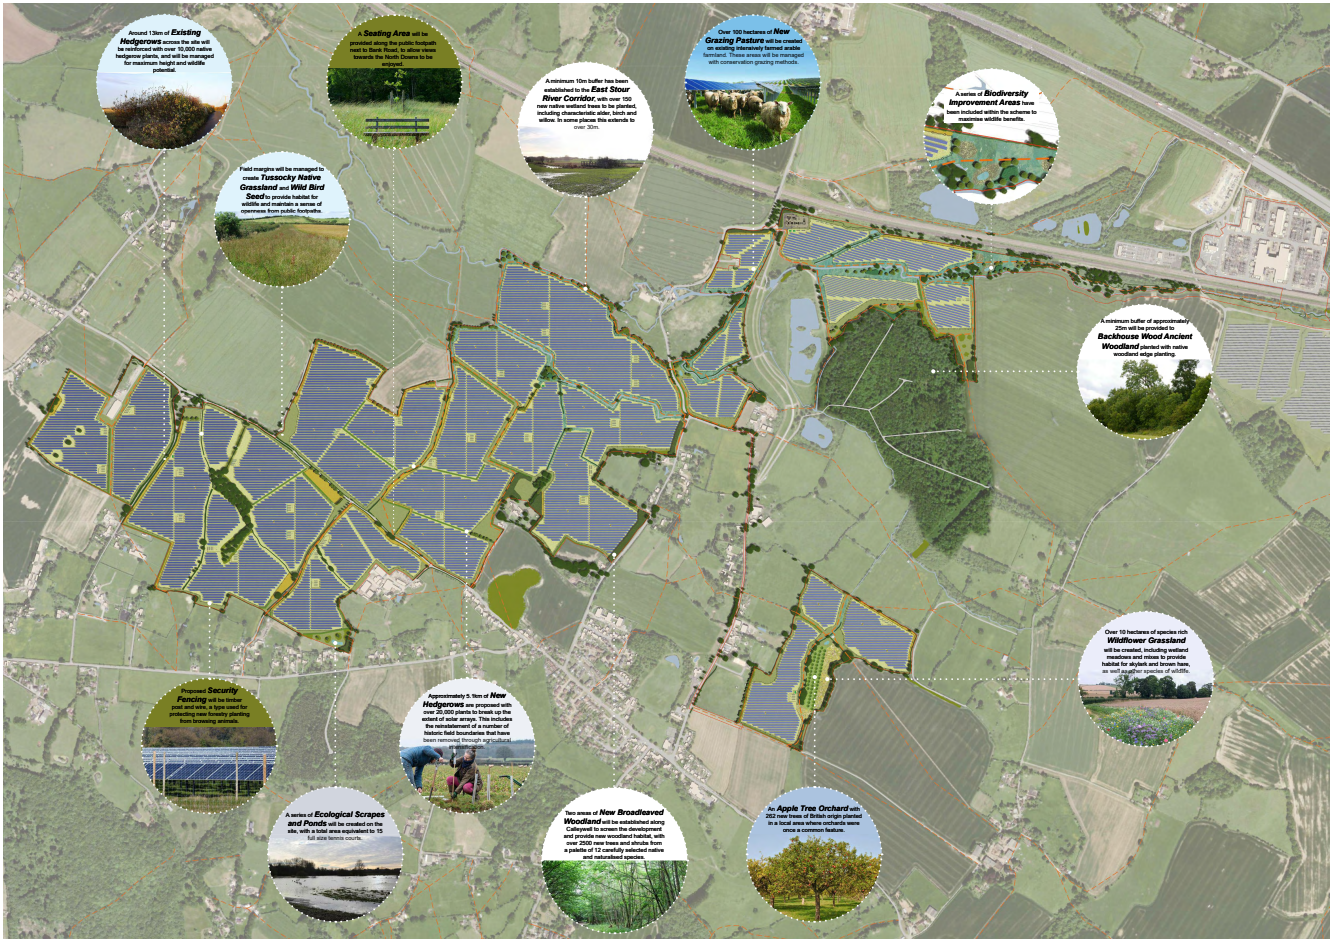 Around 13km of Existing
Hedgerows across the site will
be reinforced with over 10,000 native
hedgerow plants, and will be managed
for maximum height and wildlife
potential.
A Seating Area will be
provided along the public footpath
next to Bank Road, to allow views
towards the North Downs to be
enjoyed.
A minimum 10m buffer has been
established to the East Stour
River Corridor, with over 150
new native wetland trees to be planted,
including characteristic alder, birch and
willow. In some places this extends to
over 30m.
Over 100 hectares of New
Grazing Pasture will be created
on existing intensively farmed arable
farmland. These areas will be managed
with conservation grazing methods.
A series of Biodiversity
Improvement Areas have
been included within the scheme to
maximise wildlife benefits.
Field margins will be managed to
create Tussocky Native
Grassland and Wild Bird
Seed to provide habitat for
wildlife and maintain a sense of
openness from public footpaths.
A minimum buffer of approximately
25m will be provided to
Backhouse Wood Ancient
Woodland planted with native
woodland edge planting.
Over 10 hectares of species rich
Wildflower Grassland
will be created, including wetland
meadows and mixes to provide
habitat for skylark and brown hare,
as well as other species of wildlife.
Proposed Security
Fencing will be timber
post and wire, a type used for
protecting new forestry planting
from browsing animals.
Approximately 5.1km of New
Hedgerows are proposed with
over 20,000 plants to break up the
extent of solar arrays. This includes
the reinstatement of a number of
historic field boundaries that have
been removed through agricultural
intensification.
A series of Ecological Scrapes
and Ponds will be created on the
site, with a total area equivalent to 15
full size tennis courts.
Two areas of New Broadleaved
Woodland will be established along
Calleywell to screen the development
and provide new woodland habitat, with
over 2500 new trees and shrubs from
a palette of 12 carefully selected native
and naturalised species.
An Apple Tree Orchard with
262 new trees of British origin planted
in a local area where orchards were
once a common feature.